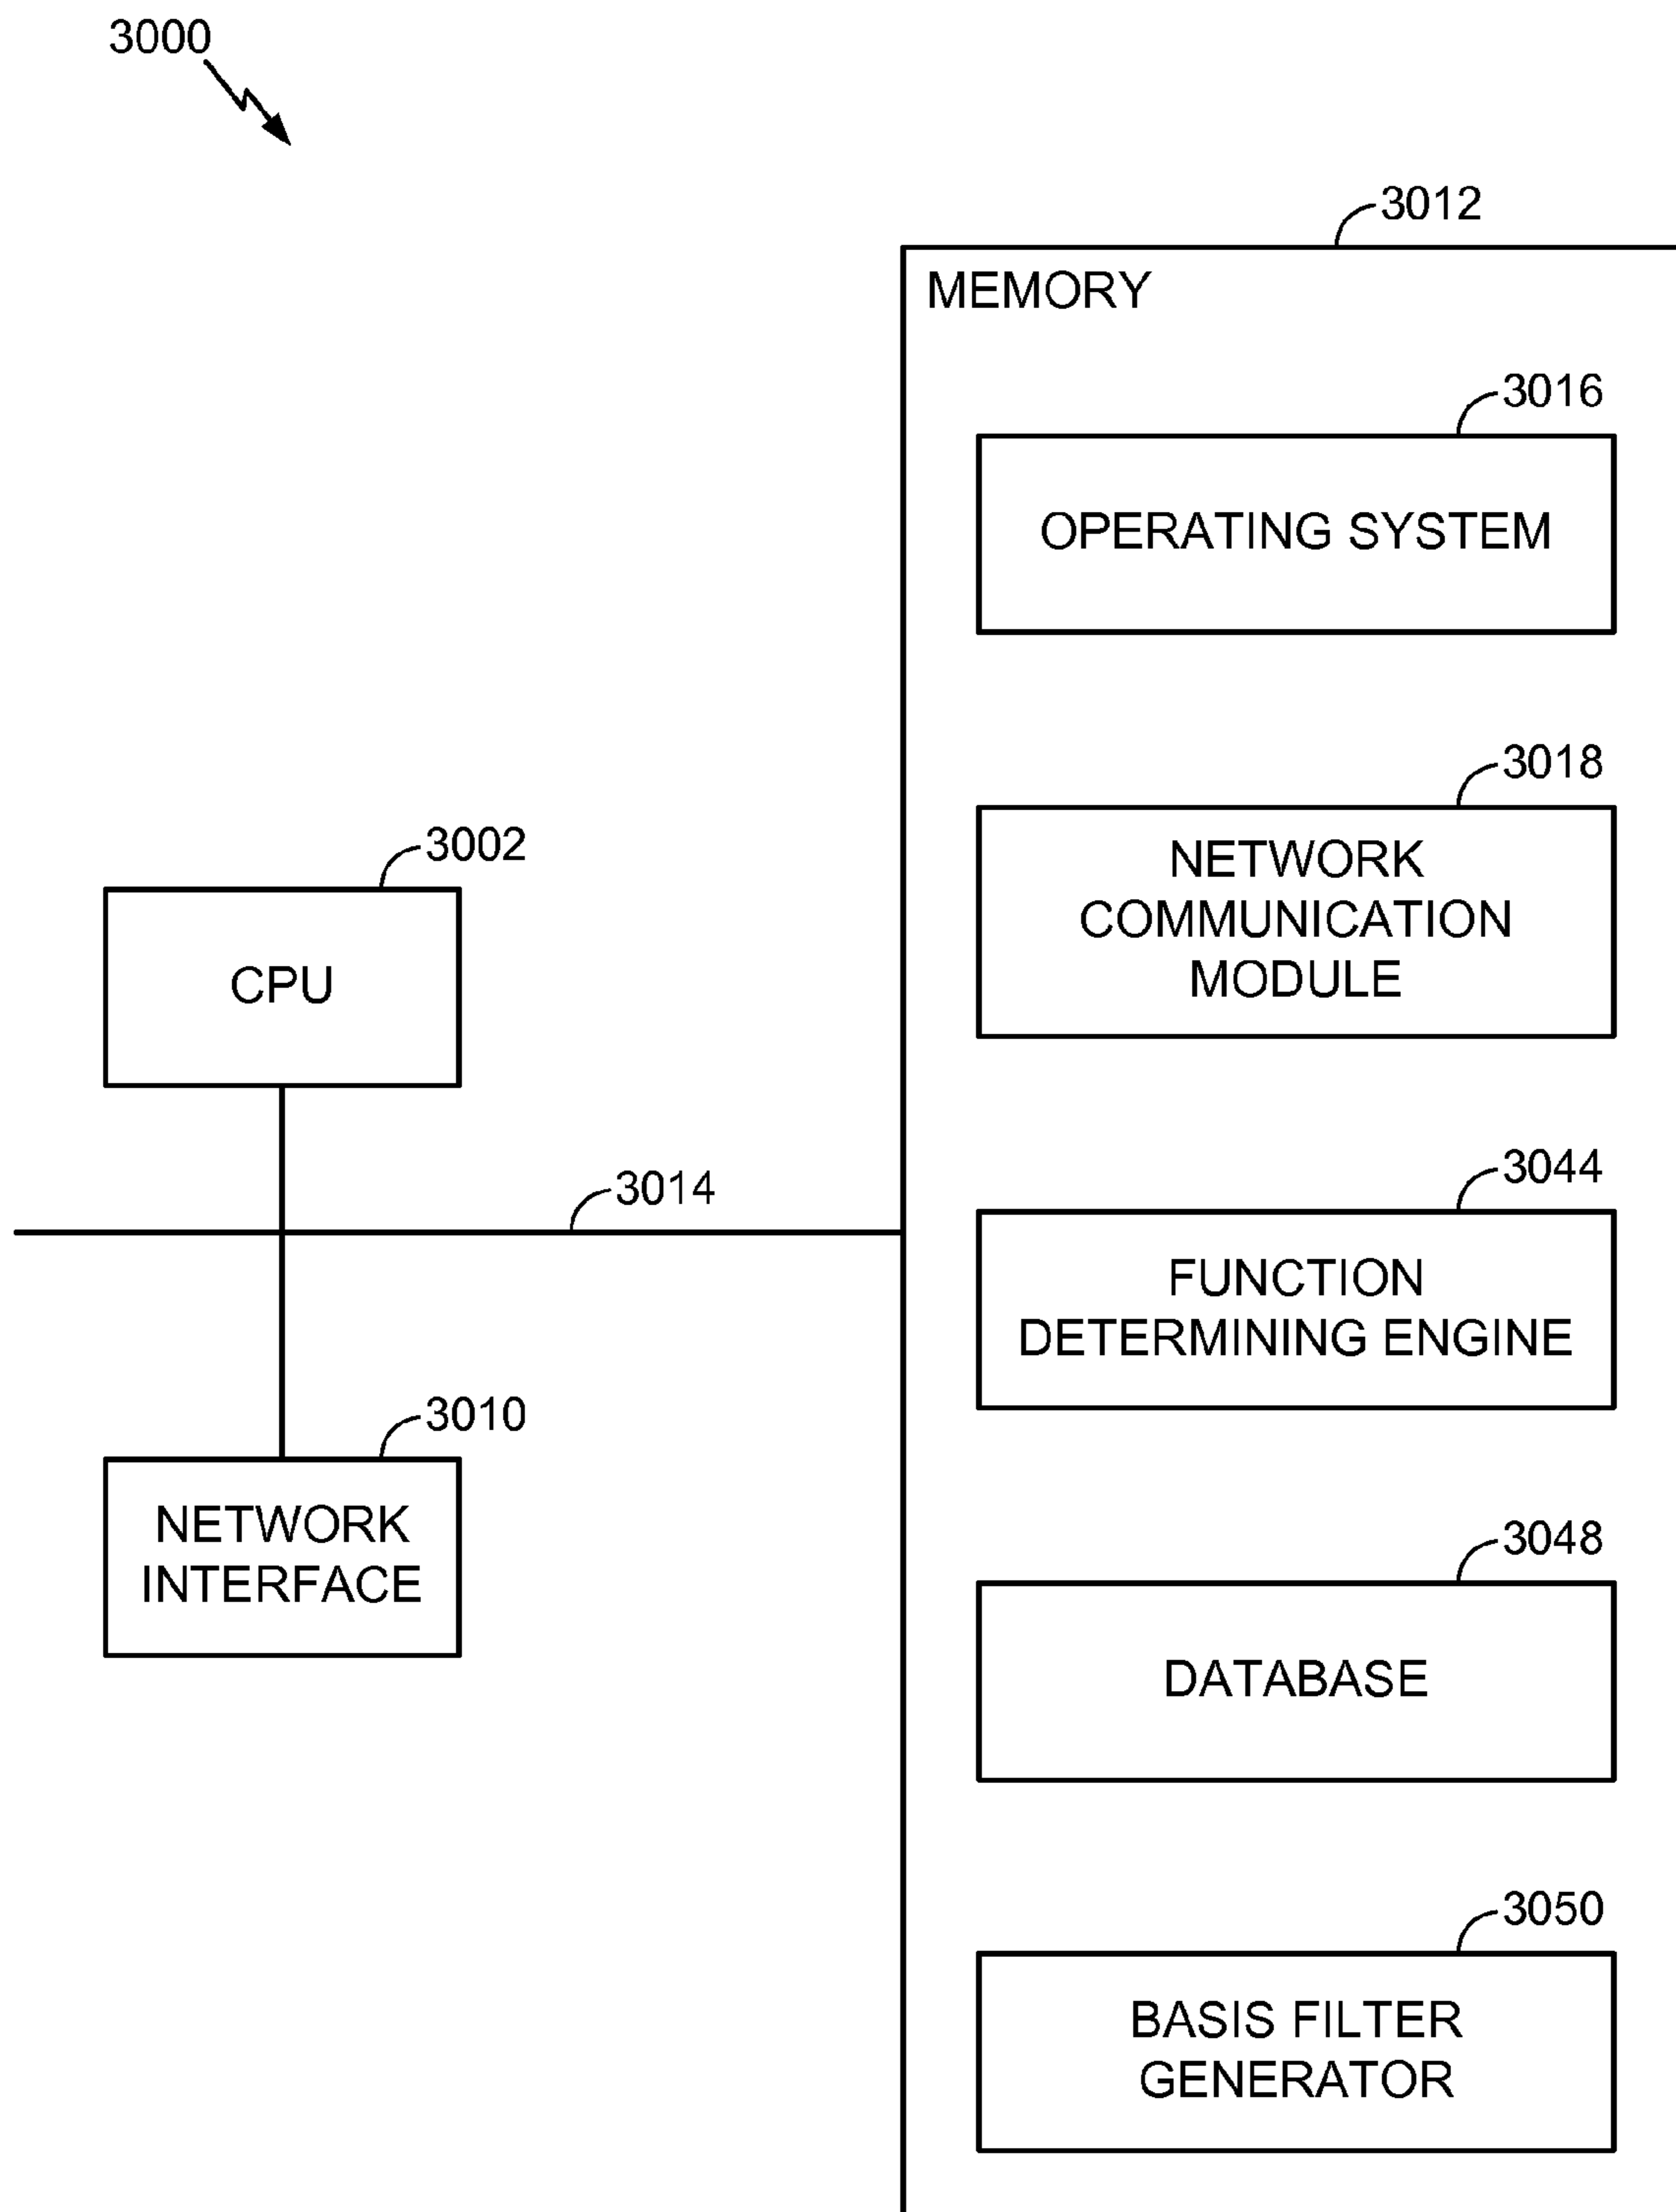 3000
3012
MEMORY
3016
OPERATING SYSTEM
3018
NETWORK
COMMUNICATION
MODULE
3002
CPU
3014
3044
FUNCTION
DETERMINING ENGINE
3010
NETWORK
INTERFACE
3048
DATABASE
3050
BASIS FILTER
GENERATOR